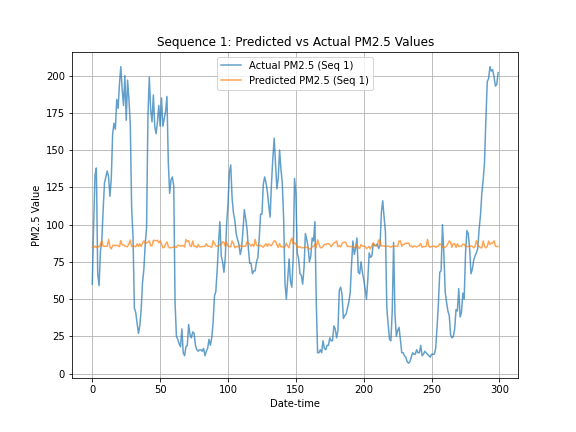 Sequence 1: Predicted vs Actual PM2.5 Values
Actual PM2.5 (Seq 1)
Predicted PM2.5 (Seq 1)
PM2.5 Value
200
175
150
125
100
75
50
25
0
0 50 100 150 200 250 300
Date-time